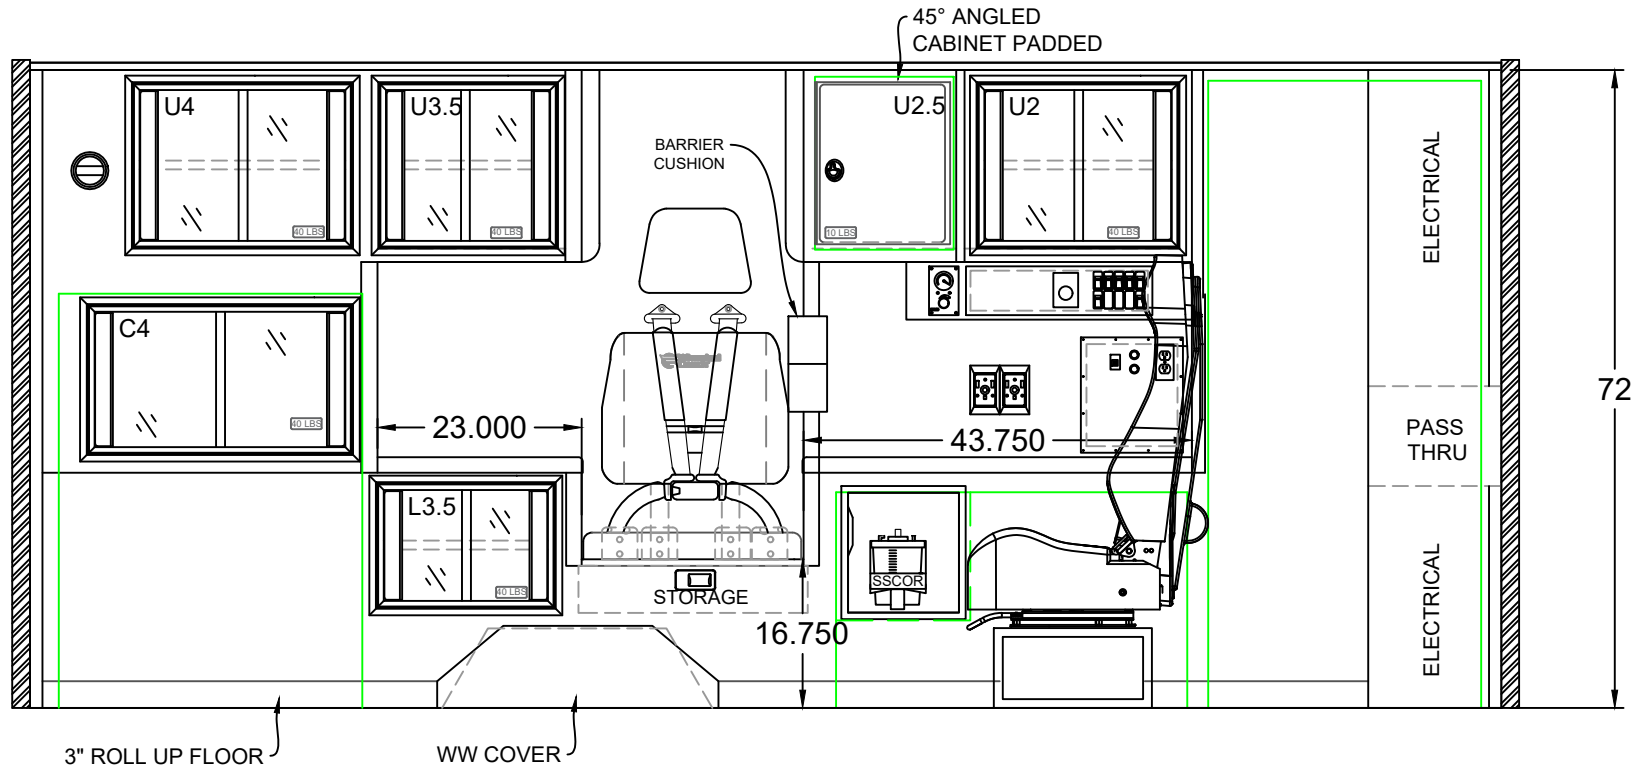 45° ANGLED
CABINET PADDED
U4
U3.5
U2.5
U2
BARRIER
CUSHION
40 LBS
40 LBS
10 LBS
40 LBS
ELECTRICAL
C4
40 LBS
72
23.000
43.750
PASS
THRU
L3.5
40 LBS
SSCOR
STORAGE
16.750
ELECTRICAL
3" ROLL UP FLOOR
WW COVER